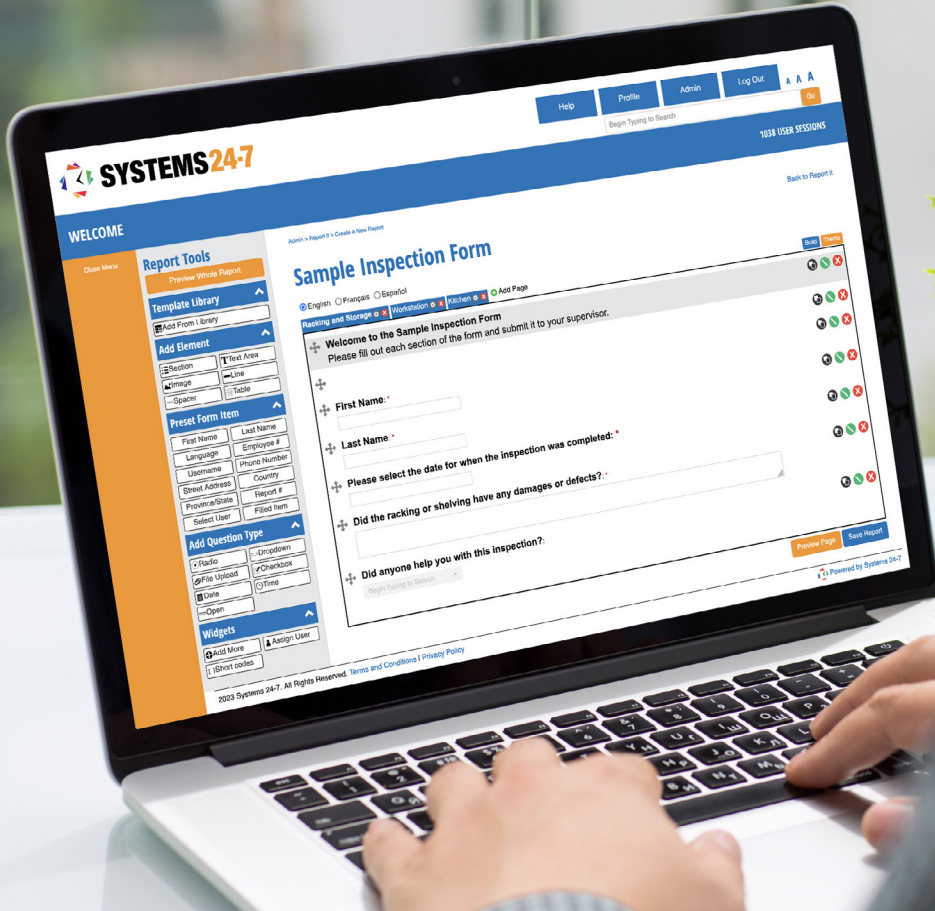 Help
Profile
Admin
Log Out
A A A
Begin Typing to Search
Go
SYSTEMS24-7
1038 USER SESSIONS
WELCOME
Back to Report it
Close Menu
Report Tools
Preview Whole Report
Template Library
Add From Library
Add Element
Section
Text Area
Image
Line
Spacer
Table
Preset Form Item
First Name
Last Name
Language
Employee #
Username
Phone Number
Street Address
Country
Province/State
Report #
Select User
Filled Item
Add Question Type
Radio
Dropdown
File Upload
Checkbox
Date
Time
Open
Widgets
Add More
Assign User
Short codes
Admin > Report it > Create a New Report
Sample Inspection Form
Build
Theme
English Français Español
Racking and Storage
Workstation
Kitchen
Add Page
Welcome to the Sample Inspection Form
Please fill out each section of the form and submit it to your supervisor.
First Name: *
Last Name: *
Please select the date for when the inspection was completed: *
Did the racking or shelving have any damages or defects?: *
Did anyone help you with this inspection?:
Begin Typing to Search
Preview Page
Save Report
Powered by Systems 24-7
2023 Systems 24-7. All Rights Reserved. Terms and Conditions | Privacy Policy